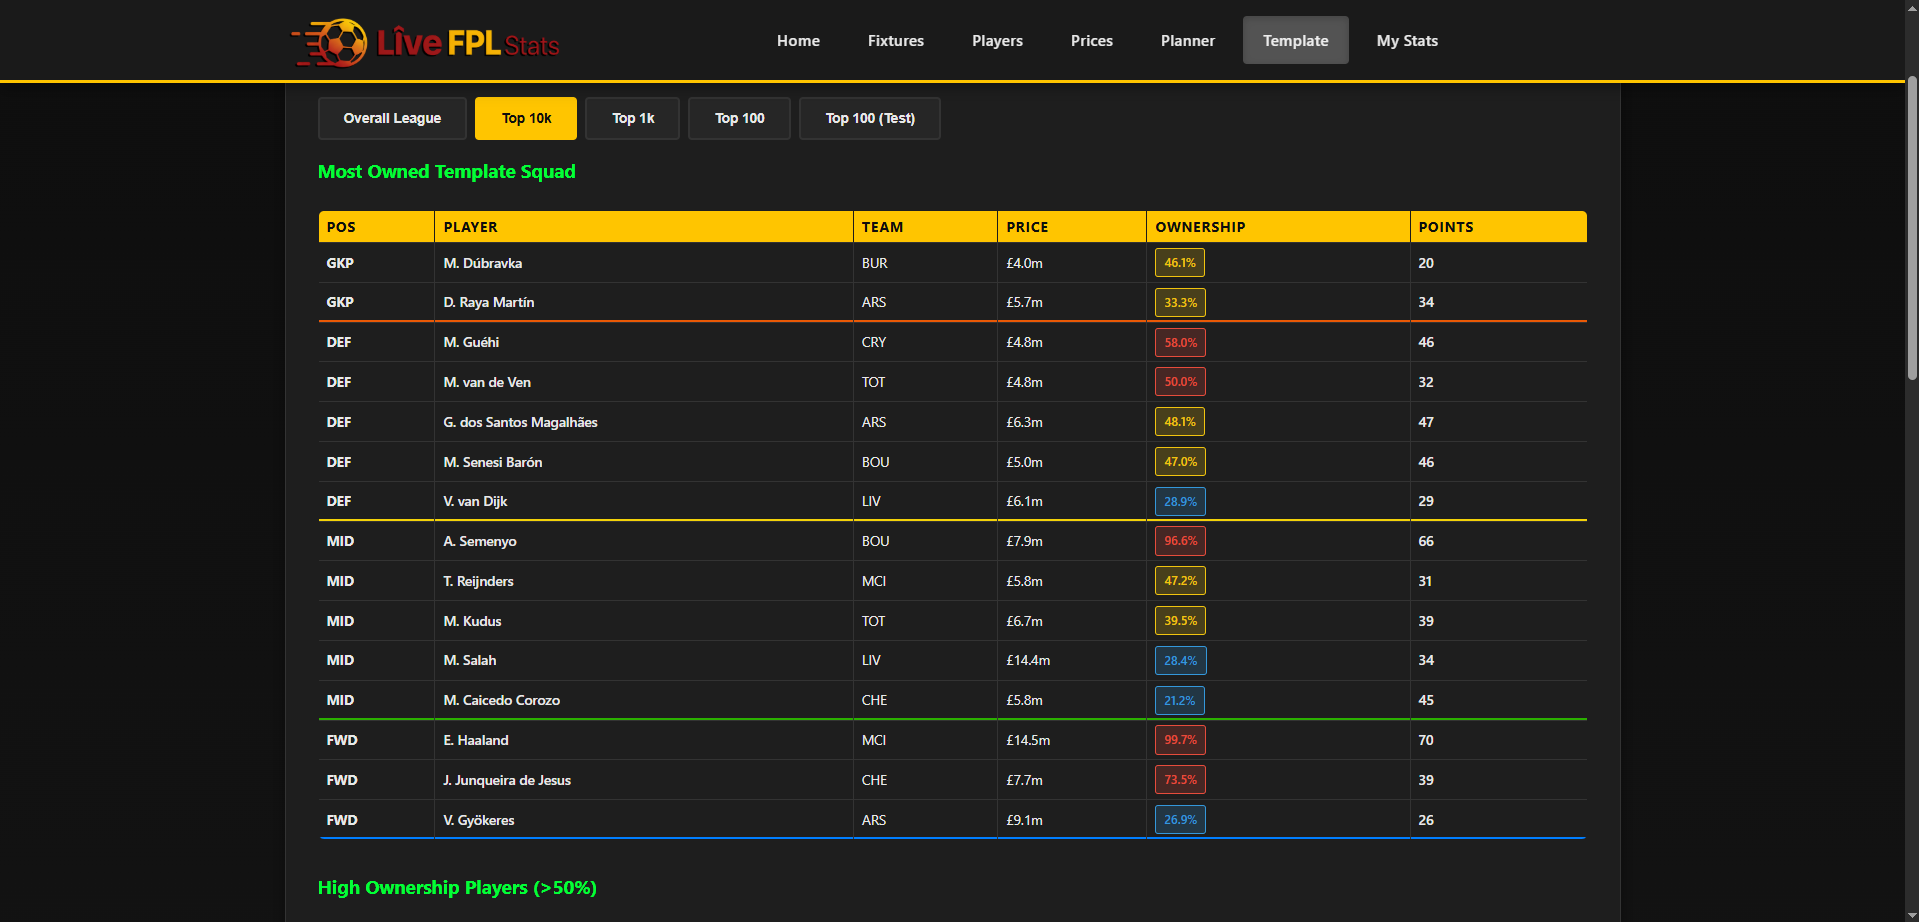 Lîve FPL Stats
Home Fixtures Players Prices Planner Template My Stats
Overall League Top 10k Top 1k Top 100 Top 100 (Test)
Most Owned Template Squad
POS PLAYER TEAM PRICE OWNERSHIP POINTS
GKP M. Dúbravka BUR £4.0m 46.1% 20
GKP D. Raya Martín ARS £5.7m 33.3% 34
DEF M. Guéhi CRY £4.8m 58.0% 46
DEF M. van de Ven TOT £4.8m 50.0% 32
DEF G. dos Santos Magalhães ARS £6.3m 48.1% 47
DEF M. Senesi Barón BOU £5.0m 47.0% 46
DEF V. van Dijk LIV £6.1m 28.9% 29
MID A. Semenyo BOU £7.9m 96.6% 66
MID T. Reijnders MCI £5.8m 47.2% 31
MID M. Kudus TOT £6.7m 39.5% 39
MID M. Salah LIV £14.4m 28.4% 34
MID M. Caicedo Corozo CHE £5.8m 21.2% 45
FWD E. Haaland MCI £14.5m 99.7% 70
FWD J. Junqueira de Jesus CHE £7.7m 73.5% 39
FWD V. Gyökeres ARS £9.1m 26.9% 26
High Ownership Players (>50%)